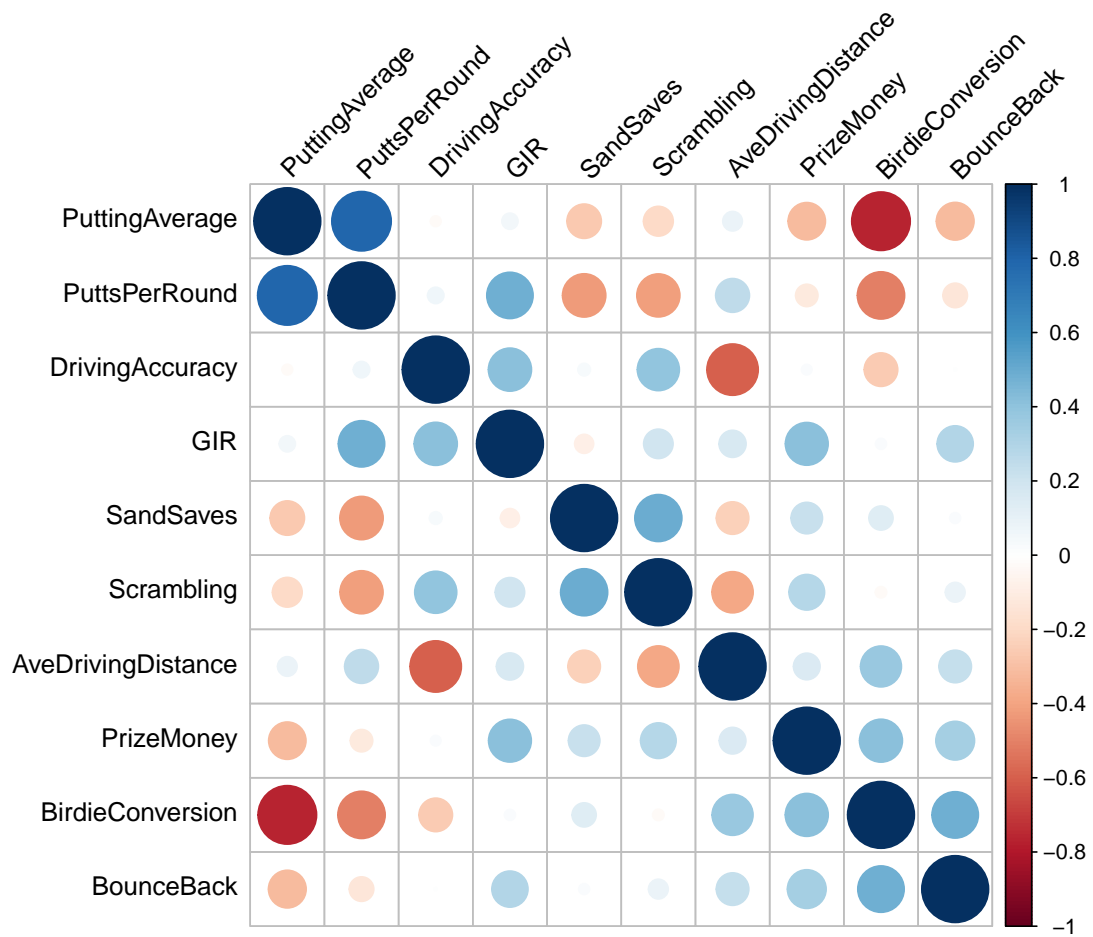 PuttingAverage
PuttsPerRound
DrivingAccuracy
GIR
SandSaves
Scrambling
AveDrivingDistance
PrizeMoney
BirdieConversion
BounceBack
PuttingAverage
PuttsPerRound
DrivingAccuracy
GIR
SandSaves
Scrambling
AveDrivingDistance
PrizeMoney
BirdieConversion
BounceBack
1
0.8
0.6
0.4
0.2
0
−0.2
−0.4
−0.6
−0.8
−1